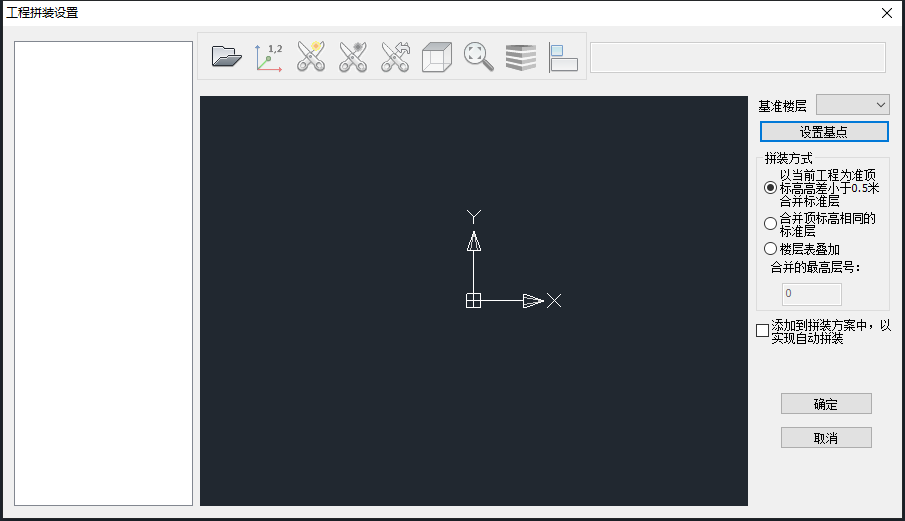 工程拼装设置
1,2
基准楼层
设置基点
拼装方式
以当前工程为准顶
标高高差小于0.5米
合并标准层
合并顶标高相同的
标准层
楼层表叠加
合并的最高层号：
0
添加到拼装方案中，以
实现自动拼装
Y
X
确定
取消